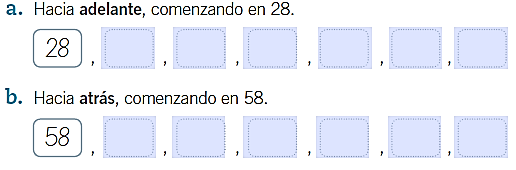 a. Hacia adelante, comenzando en 28.
28 , , , , , ,
b. Hacia atrás, comenzando en 58.
58 , , , , , ,